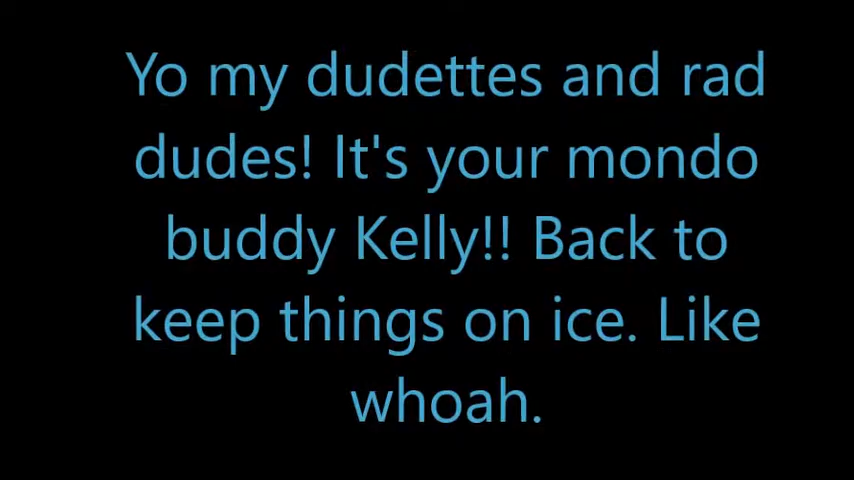 Yo my dudettes and rad
dudes! It's your mondo
buddy Kelly!! Back to
keep things on ice. Like
whoah.